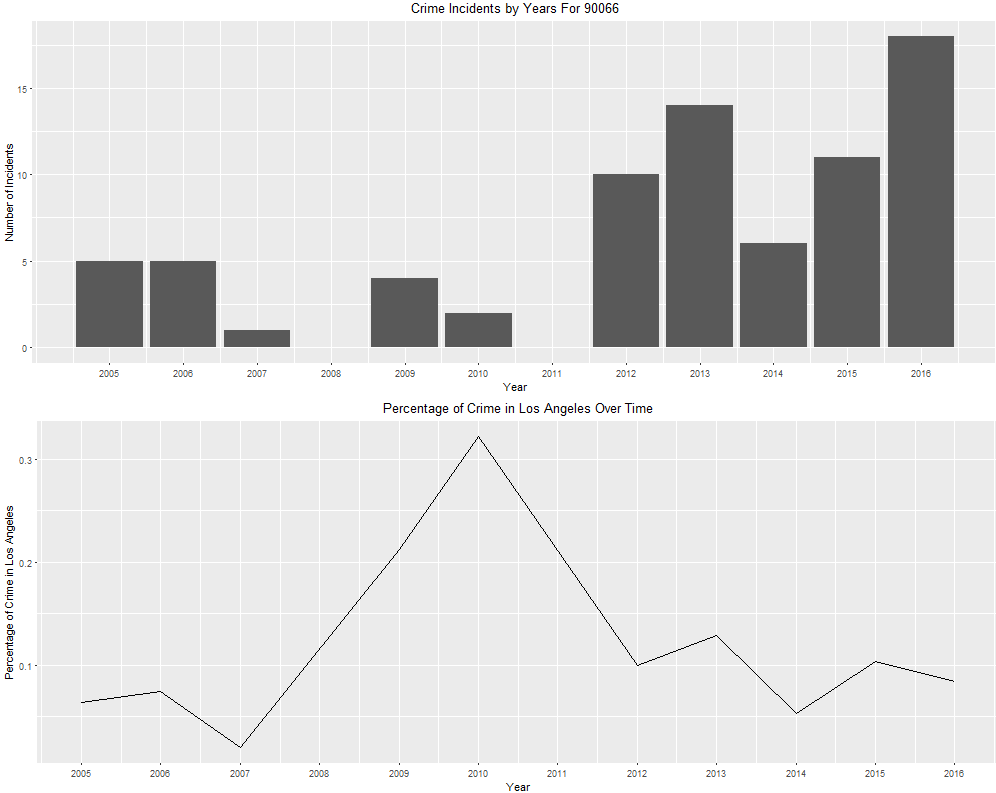 Crime Incidents by Years For 90066
Number of Incidents
15
10
5
0
2005 2006 2007 2008 2009 2010 2011 2012 2013 2014 2015 2016
Year
Percentage of Crime in Los Angeles Over Time
Percentage of Crime in Los Angeles
0.3
0.2
0.1
2005 2006 2007 2008 2009 2010 2011 2012 2013 2014 2015 2016
Year